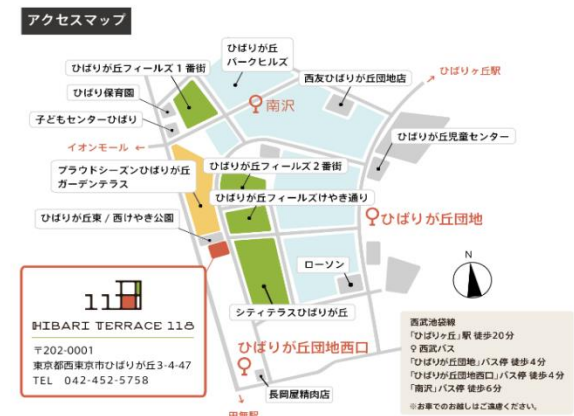 アクセスマップ
ひばりが丘
パークヒルズ
ひばりが丘フィールズ1番街
西友ひばりが丘団地店
ひばりヶ丘駅
ひばり保育園
南沢
子どもセンターひばり
ひばりが丘児童センター
イオンモール ←
プラウドシーズンひばりが丘
ガーデンテラス
ひばりが丘フィールズ2番街
ひばりが丘フィールズけやき通り
ひばりが丘東/西けやき公園
ひばりが丘団地
ローソン
N
118
HIBARI TERRACE 118
〒202-0001
東京都西東京市ひばりが丘3-4-47
TEL 042-452-5758
シティテラスひばりが丘
ひばりが丘団地西口
長岡屋精肉店
田無駅
西武池袋線
「ひばりヶ丘」駅 徒歩20分
西武バス
「ひばりが丘団地」バス停 徒歩4分
「ひばりが丘団地西口」バス停 徒歩4分
「南沢」バス停 徒歩6分
※お車でのお越しはご遠慮ください。